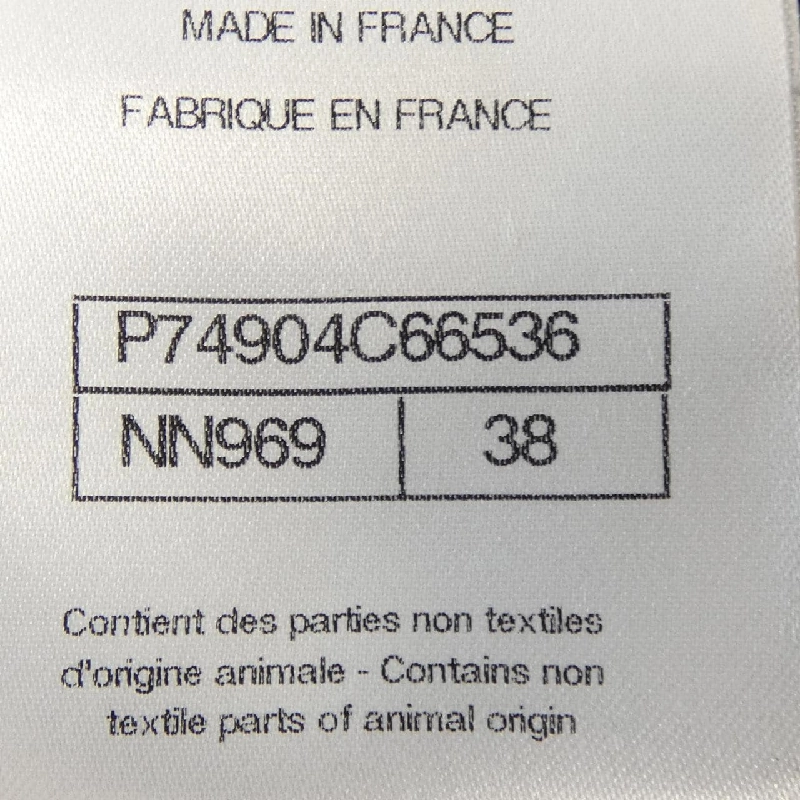 MADE IN FRANCE
FABRIQUE EN FRANCE
P74904C66536
NN969 38
Contient des parties non textiles
d'origine animale - Contains non
textile parts of animal origin